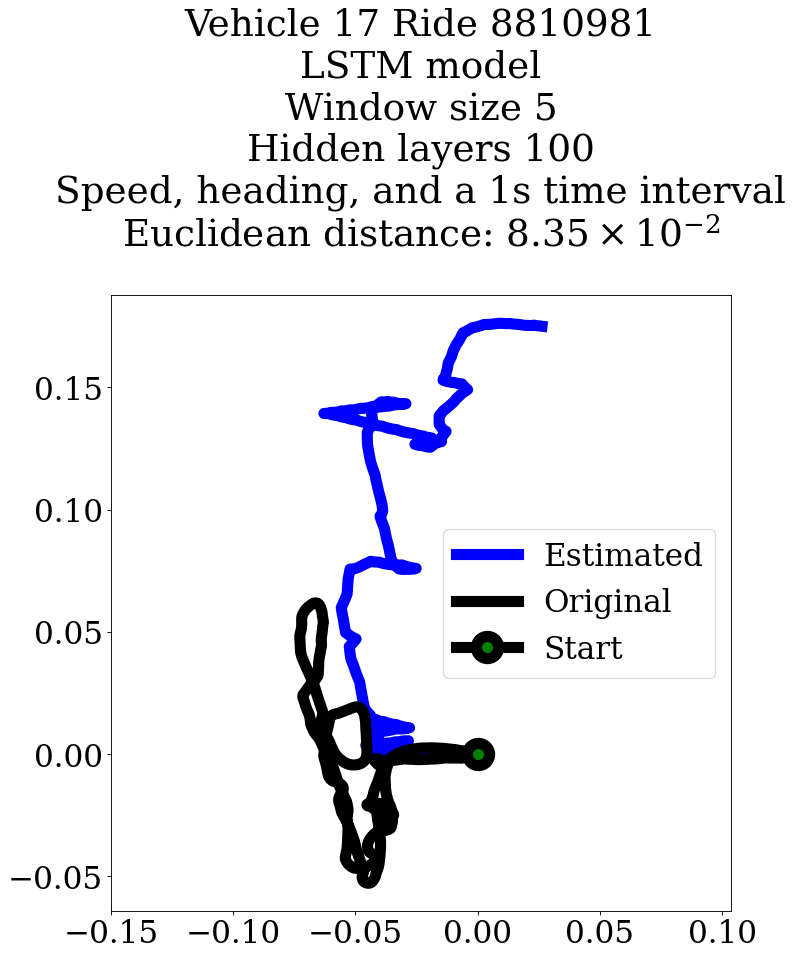 Vehicle 17 Ride 8810981
LSTM model
Window size 5
Hidden layers 100
Speed, heading, and a 1s time interval
Euclidean distance: 8.35 × 10⁻²
0.15
0.10
0.05
0.00
−0.05
Estimated
Original
Start
−0.15 −0.10 −0.05 0.00 0.05 0.10